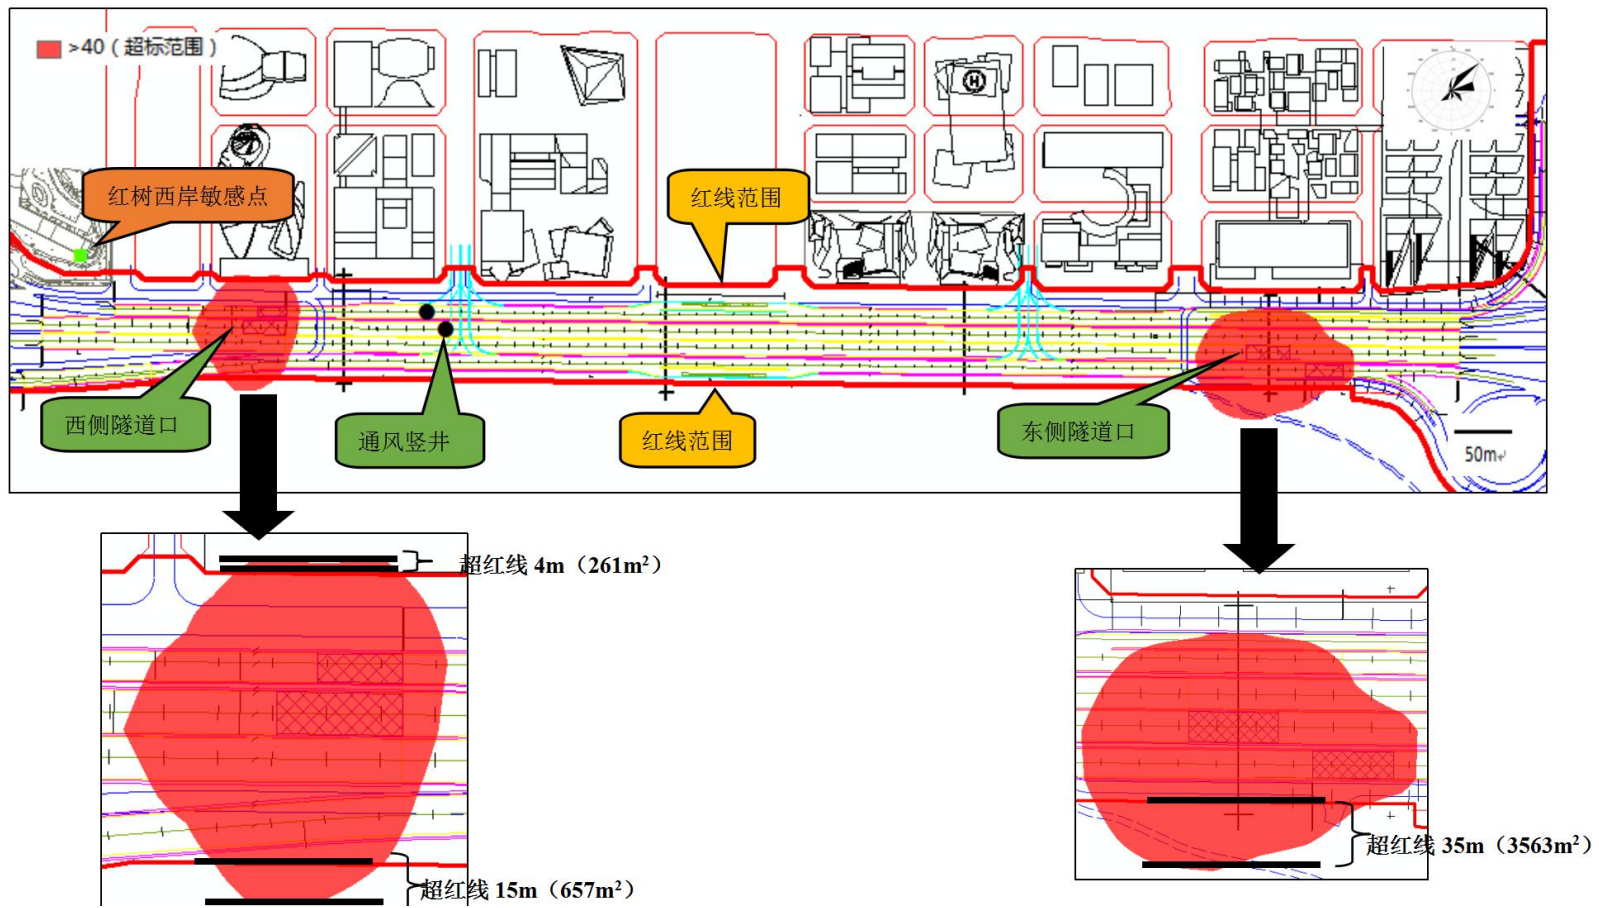 >40（超标范围）
H
红树西岸敏感点
红线范围
西侧隧道口
通风竖井
红线范围
东侧隧道口
50m
超红线 4m（261m²）
超红线 15m（657m²）
超红线 35m（3563m²）